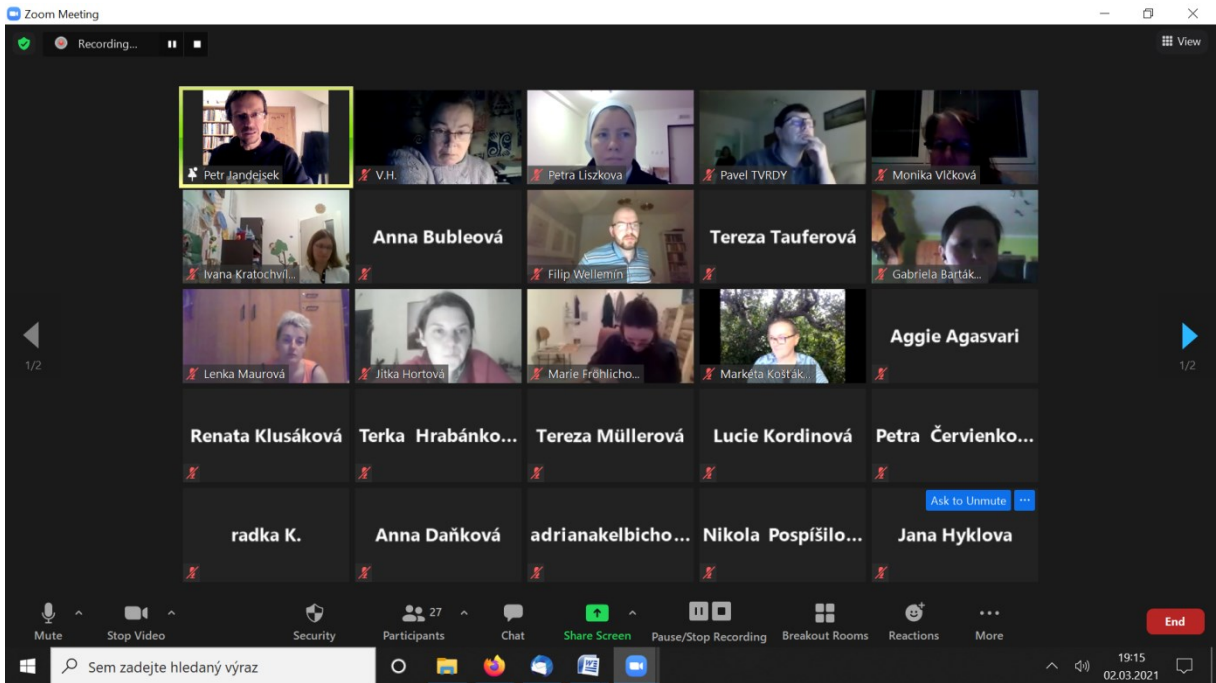 Zoom Meeting
Recording...
View
Petr Jandejsek
V.H.
Petra Liszkova
Pavel TVRDY
Monika Vlčková
Ivana Kratochvíl...
Anna Bubleová
Filip Wellemín
Tereza Tauferová
Gabriela Barták...
Lenka Maurová
Jitka Hortová
Marie Fröhlicho...
Markéta Košťák...
Aggie Agasvari
1/2
1/2
Renata Klusáková
Terka Hrabánko...
Tereza Müllerová
Lucie Kordinová
Petra Červienko...
Ask to Unmute
radka K.
Anna Daňková
adrianakelbicho...
Nikola Pospíšilo...
Jana Hyklova
27
Mute
Stop Video
Security
Participants
Chat
Share Screen
Pause/Stop Recording
Breakout Rooms
Reactions
More
End
Sem zadejte hledaný výraz
19:15
02.03.2021